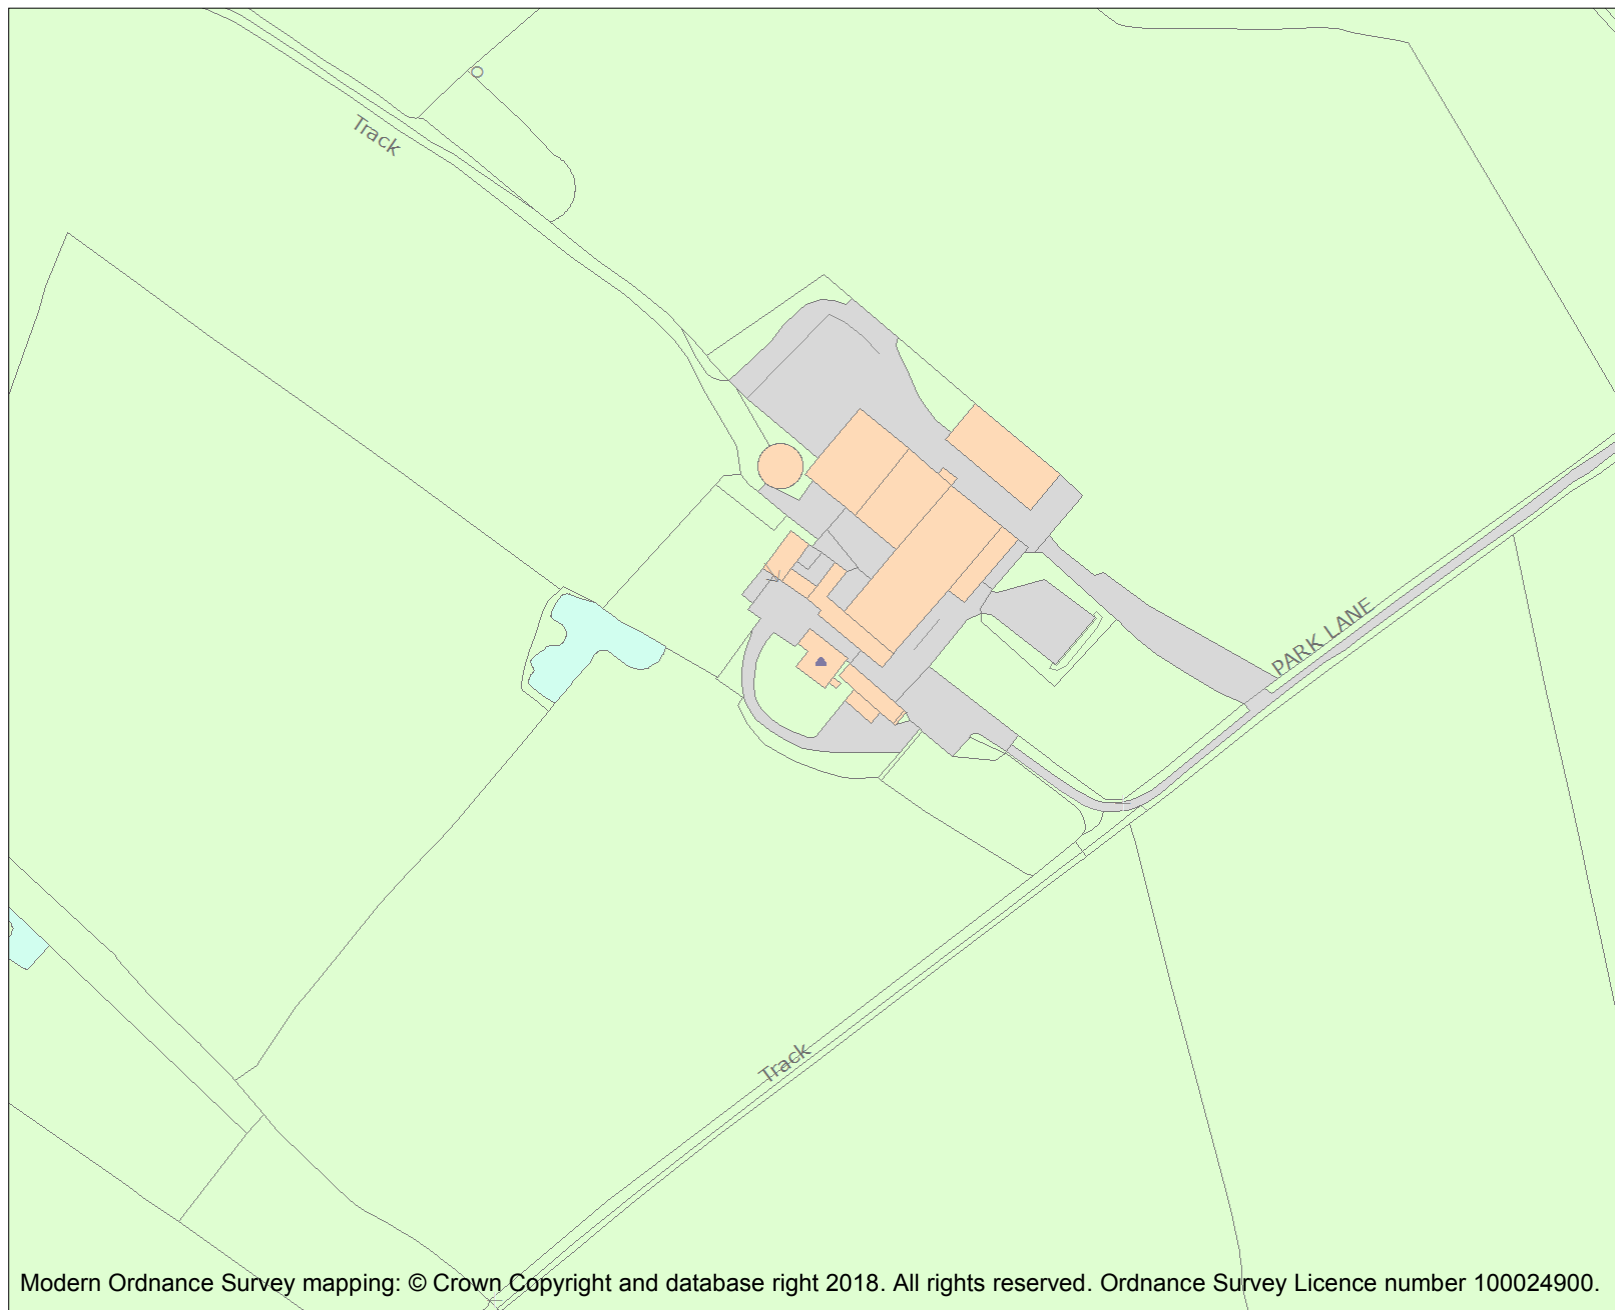 Track
PARK LANE
Track
Modern Ordnance Survey mapping: © Crown Copyright and database right 2018. All rights reserved. Ordnance Survey Licence number 100024900.